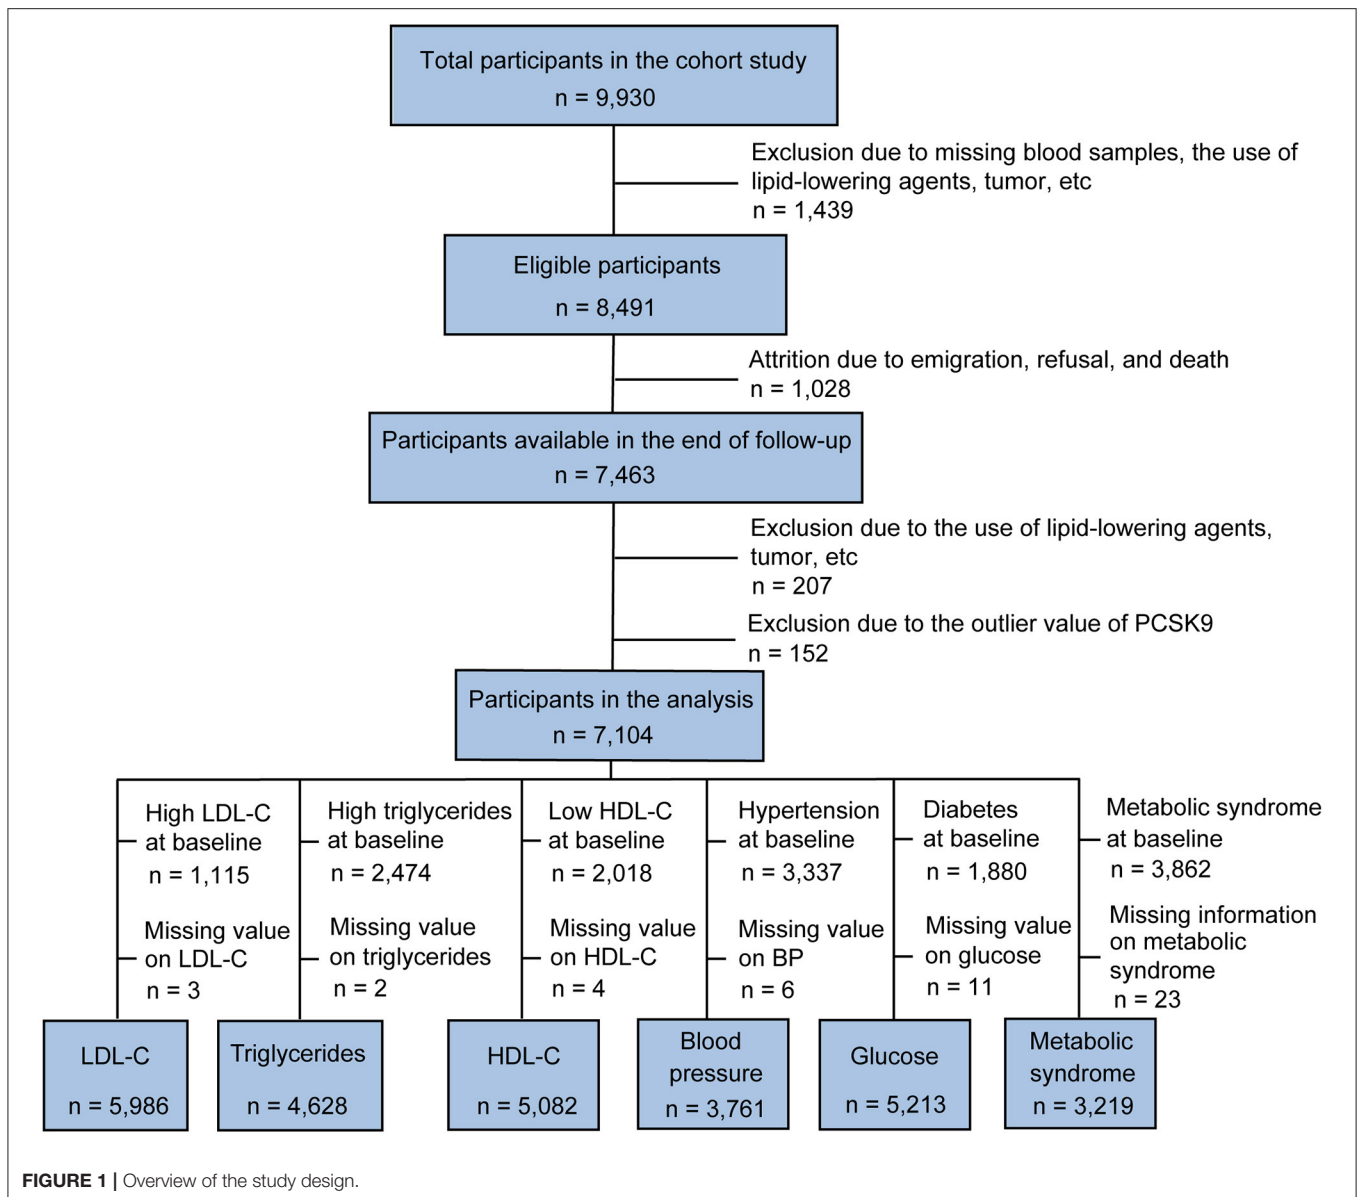 Total participants in the cohort study
n = 9,930
Exclusion due to missing blood samples, the use of
lipid-lowering agents, tumor, etc
n = 1,439
Eligible participants
n = 8,491
Attrition due to emigration, refusal, and death
n = 1,028
Participants available in the end of follow-up
n = 7,463
Exclusion due to the use of lipid-lowering agents,
tumor, etc
n = 207
Exclusion due to the outlier value of PCSK9
n = 152
Participants in the analysis
n = 7,104
High LDL-C
at baseline
n = 1,115
Missing value
on LDL-C
n = 3
LDL-C
n = 5,986
High triglycerides
at baseline
n = 2,474
Missing value
on triglycerides
n = 2
Triglycerides
n = 4,628
Low HDL-C
at baseline
n = 2,018
Missing value
on HDL-C
n = 4
HDL-C
n = 5,082
Hypertension
at baseline
n = 3,337
Missing value
on BP
n = 6
Blood
pressure
n = 3,761
Diabetes
at baseline
n = 1,880
Missing value
on glucose
n = 11
Glucose
n = 5,213
Metabolic syndrome
at baseline
n = 3,862
Missing information
on metabolic
syndrome
n = 23
Metabolic
syndrome
n = 3,219
FIGURE 1 | Overview of the study design.